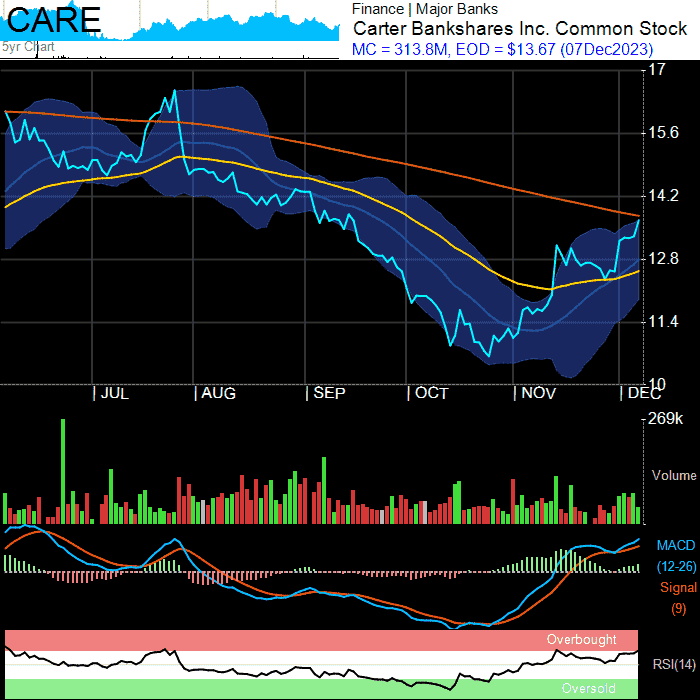 CARE
5yr Chart
Finance | Major Banks
Carter Bankshares Inc. Common Stock
MC = 313.8M, EOD = $13.67 (07Dec2023)
17
15.6
14.2
12.8
11.4
10
| JUL | AUG | SEP | OCT | NOV | DEC
269k
Volume
MACD
(12-26)
Signal
(9)
Overbought
RSI(14)
Oversold